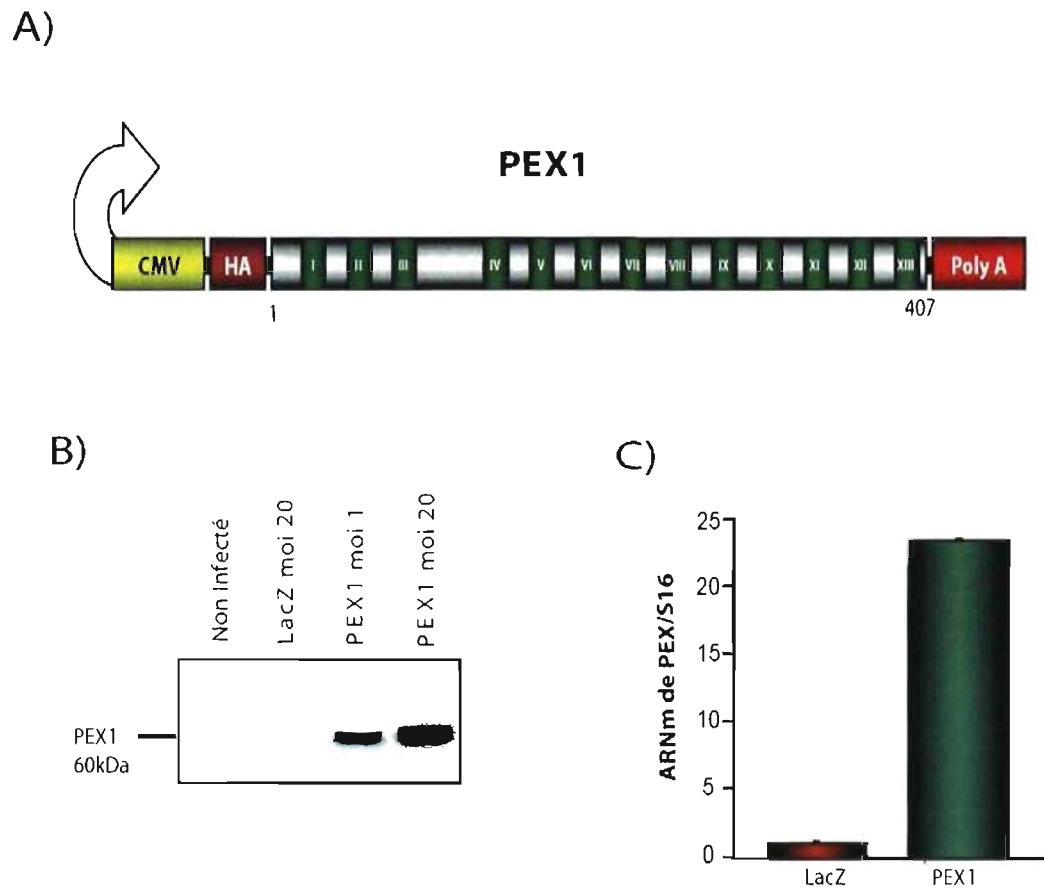 A)
PEX1
CMV HA I II III IV V VI VII VIII IX X XI XII XIII Poly A
1 407
B)
Non Infecté
LacZ moi 20
PEX1 moi 1
PEX1 moi 20
PEX1
60kDa
C)
ARNm de PEX/S16
25
20
15
10
5
0
LacZ PEX1